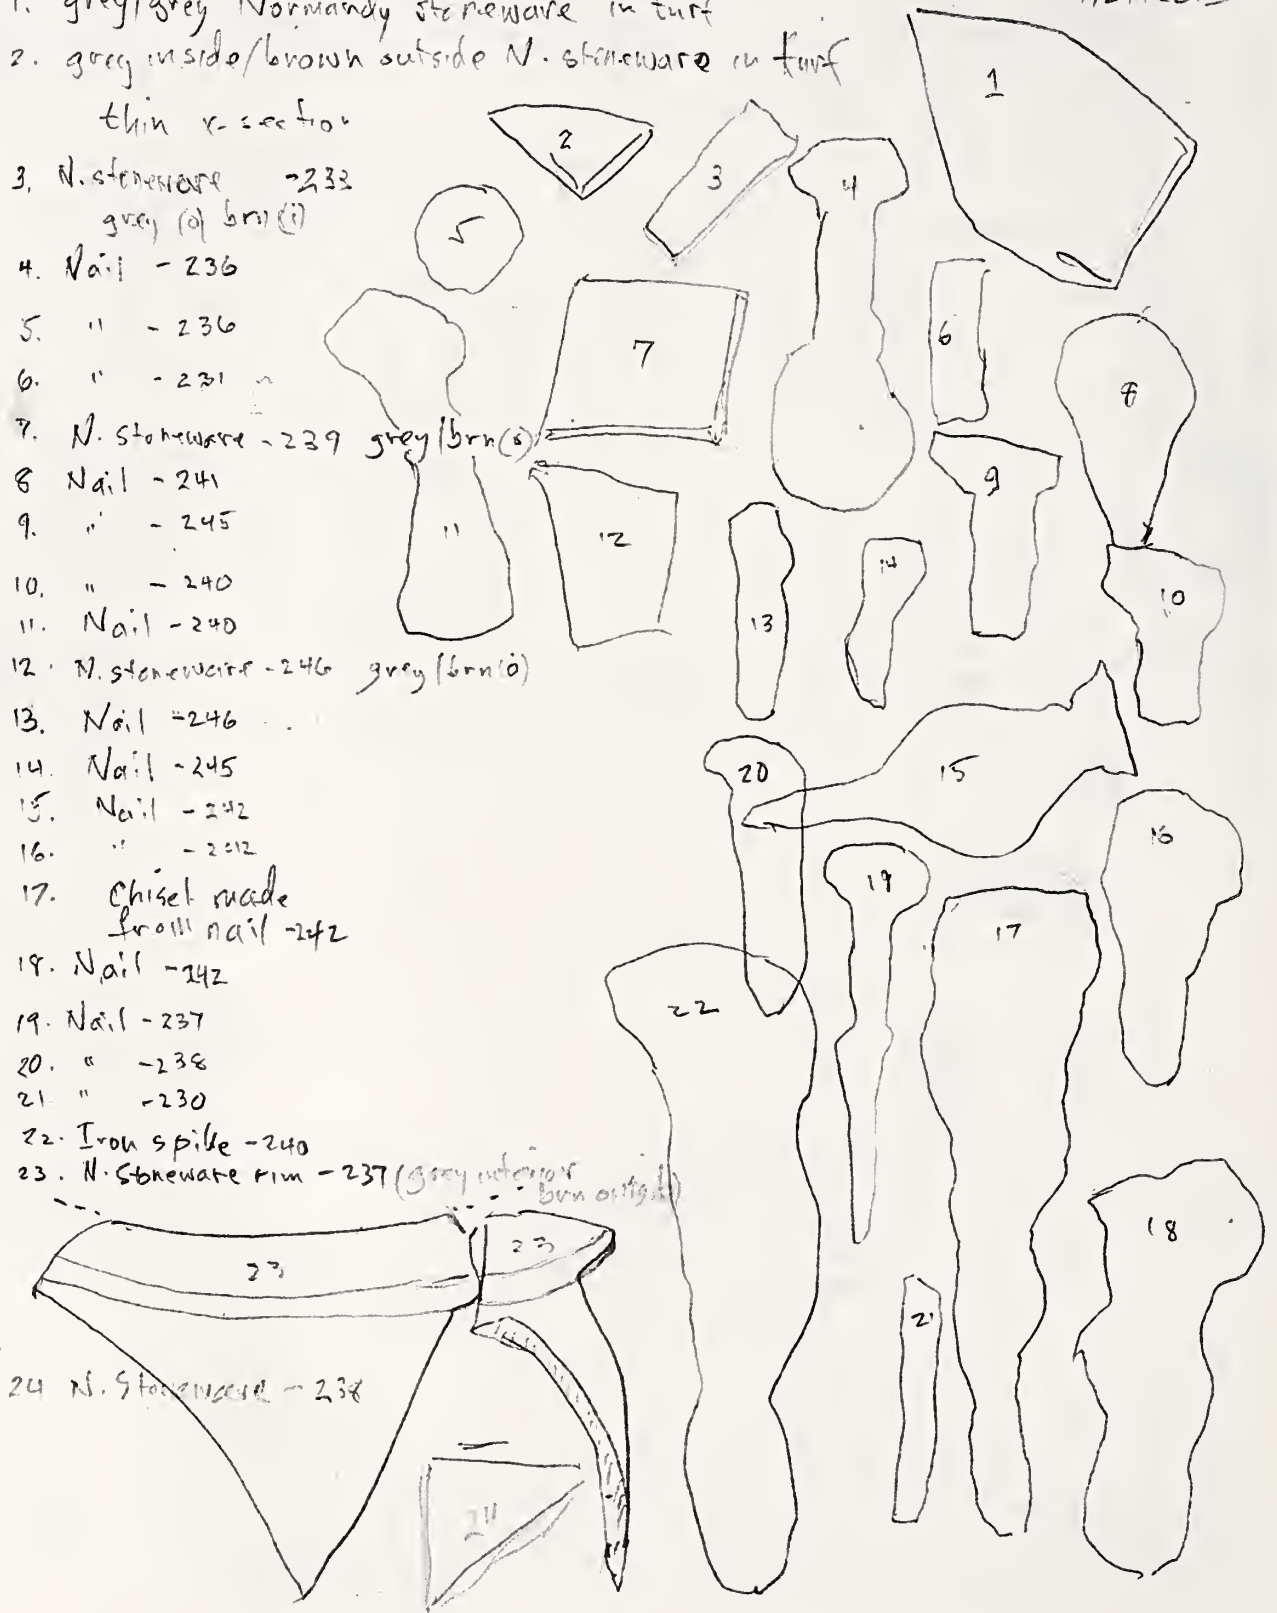 1. grey/grey Normandy stoneware in turf
2. grey inside/brown outside N. stoneware in turf
thin x-section
3. N. stoneware -233
grey (o) brn (i)
4. Nail - 236
5. " - 236
6. " - 231
7. N. stoneware - 239 grey/brn(o)
8 Nail - 241
9. " - 245
10. " - 240
11. Nail - 240
12. N. stoneware - 246 grey/brn(o)
13. Nail - 246
14. Nail - 245
15. Nail - 242
16. " - 242
17. Chisel made
from nail -242
18. Nail - 242
19. Nail - 237
20. " - 238
21 " - 230
22. Iron spike - 240
23. N. Stoneware rim - 237 (grey interior
brn outside)
24 N. Stoneware - 238
1
2
3
4
5
6
7
8
9
10
11
12
13
14
15
16
17
18
19
20
21
22
23
23
24